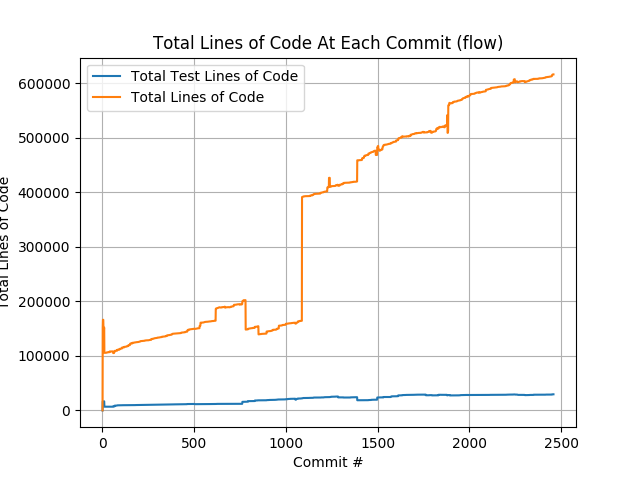 Total Lines of Code At Each Commit (flow)
Total Test Lines of Code
Total Lines of Code
600000
500000
400000
300000
200000
100000
0
Total Lines of Code
0 500 1000 1500 2000 2500
Commit #